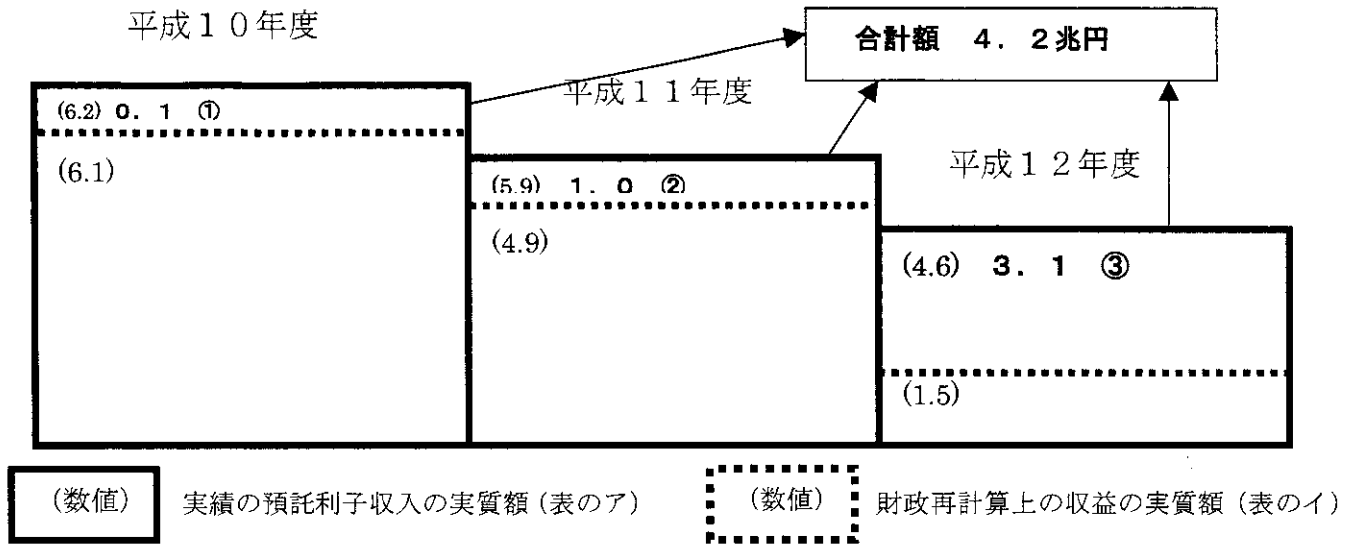 平成１０年度
合計額　４．２兆円
平成１１年度
(6.2) ０．１　①
(6.1)
平成１２年度
(5.9)　１．０　②
(4.9)
(4.6)　３．１　③
(1.5)
(数値)　実績の預託利子収入の実質額（表のア）
(数値)　財政再計算上の収益の実質額（表のイ）